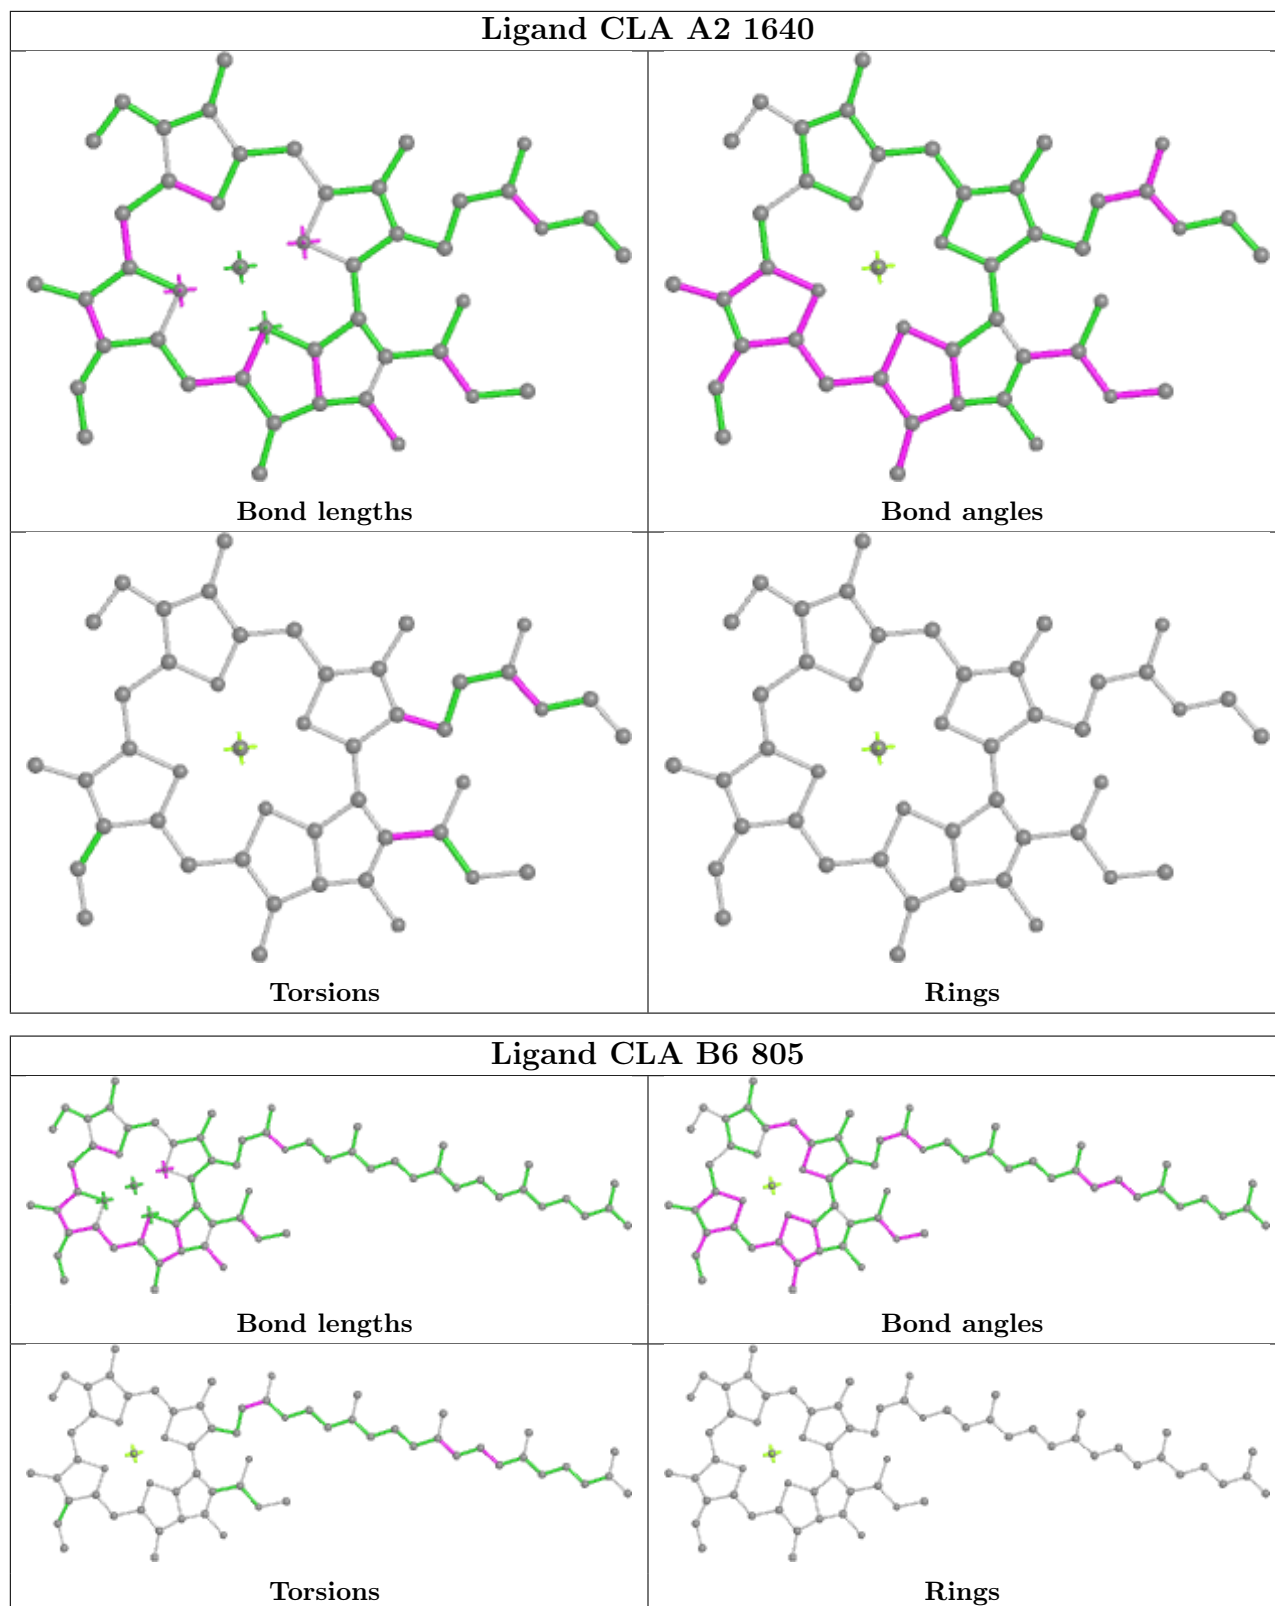 Ligand CLA A2 1640
Bond lengths
Bond angles
Torsions
Rings
Ligand CLA B6 805
Bond lengths
Bond angles
Torsions
Rings